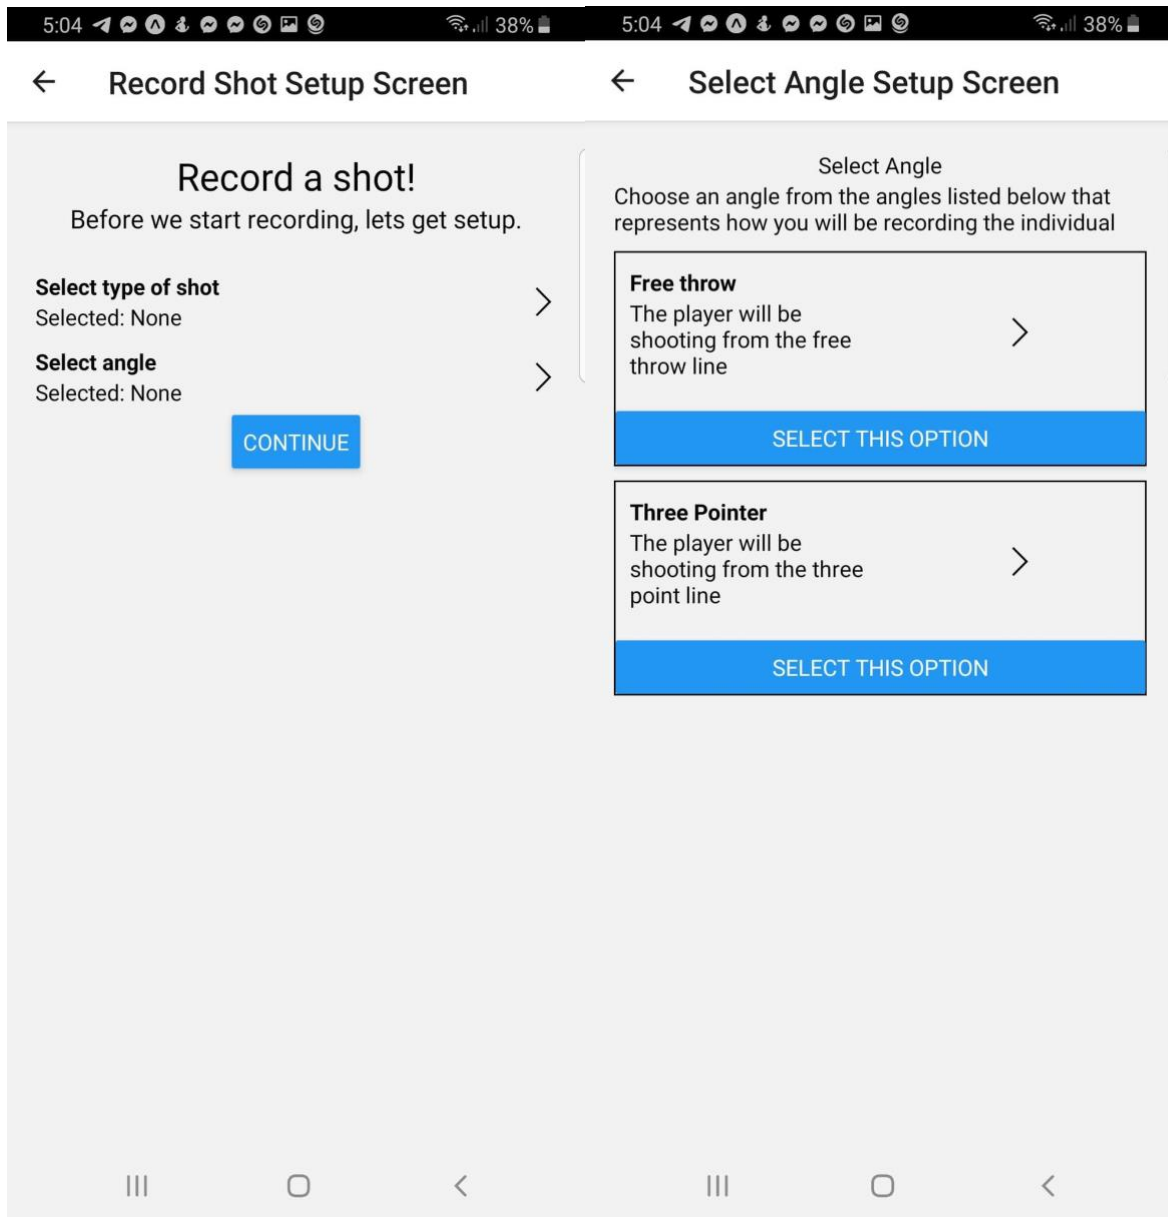 5:04
38%
Record Shot Setup Screen
Record a shot!
Before we start recording, lets get setup.
Select type of shot
Selected: None
Select angle
Selected: None
CONTINUE
5:04
38%
Select Angle Setup Screen
Select Angle
Choose an angle from the angles listed below that
represents how you will be recording the individual
Free throw
The player will be
shooting from the free
throw line
SELECT THIS OPTION
Three Pointer
The player will be
shooting from the three
point line
SELECT THIS OPTION